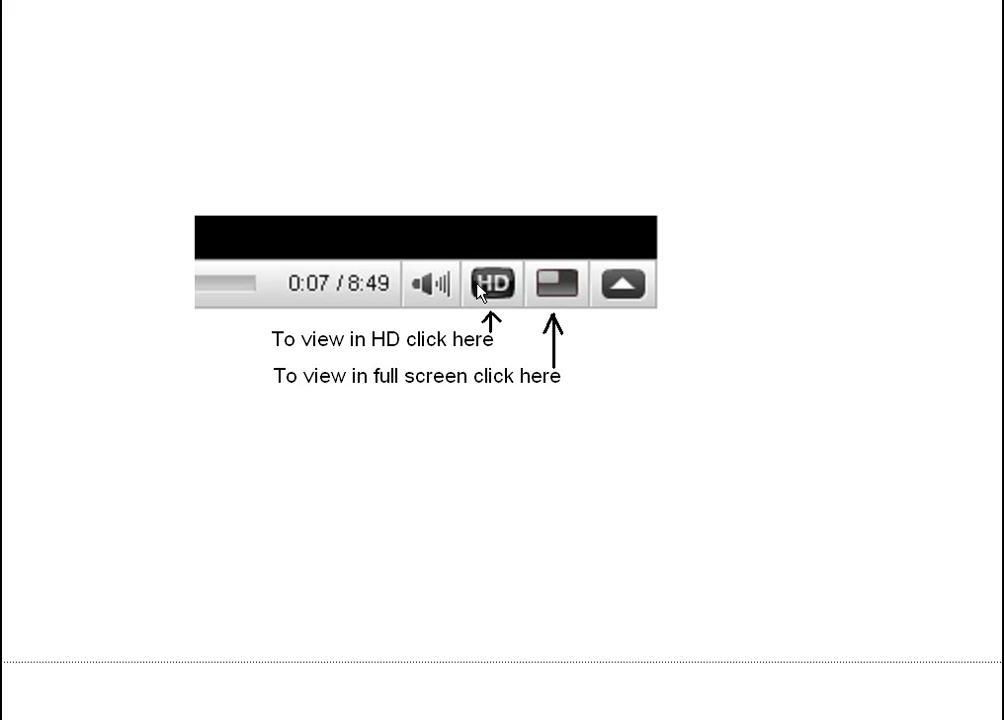 0:07 / 8:49 HD
To view in HD click here
To view in full screen click here